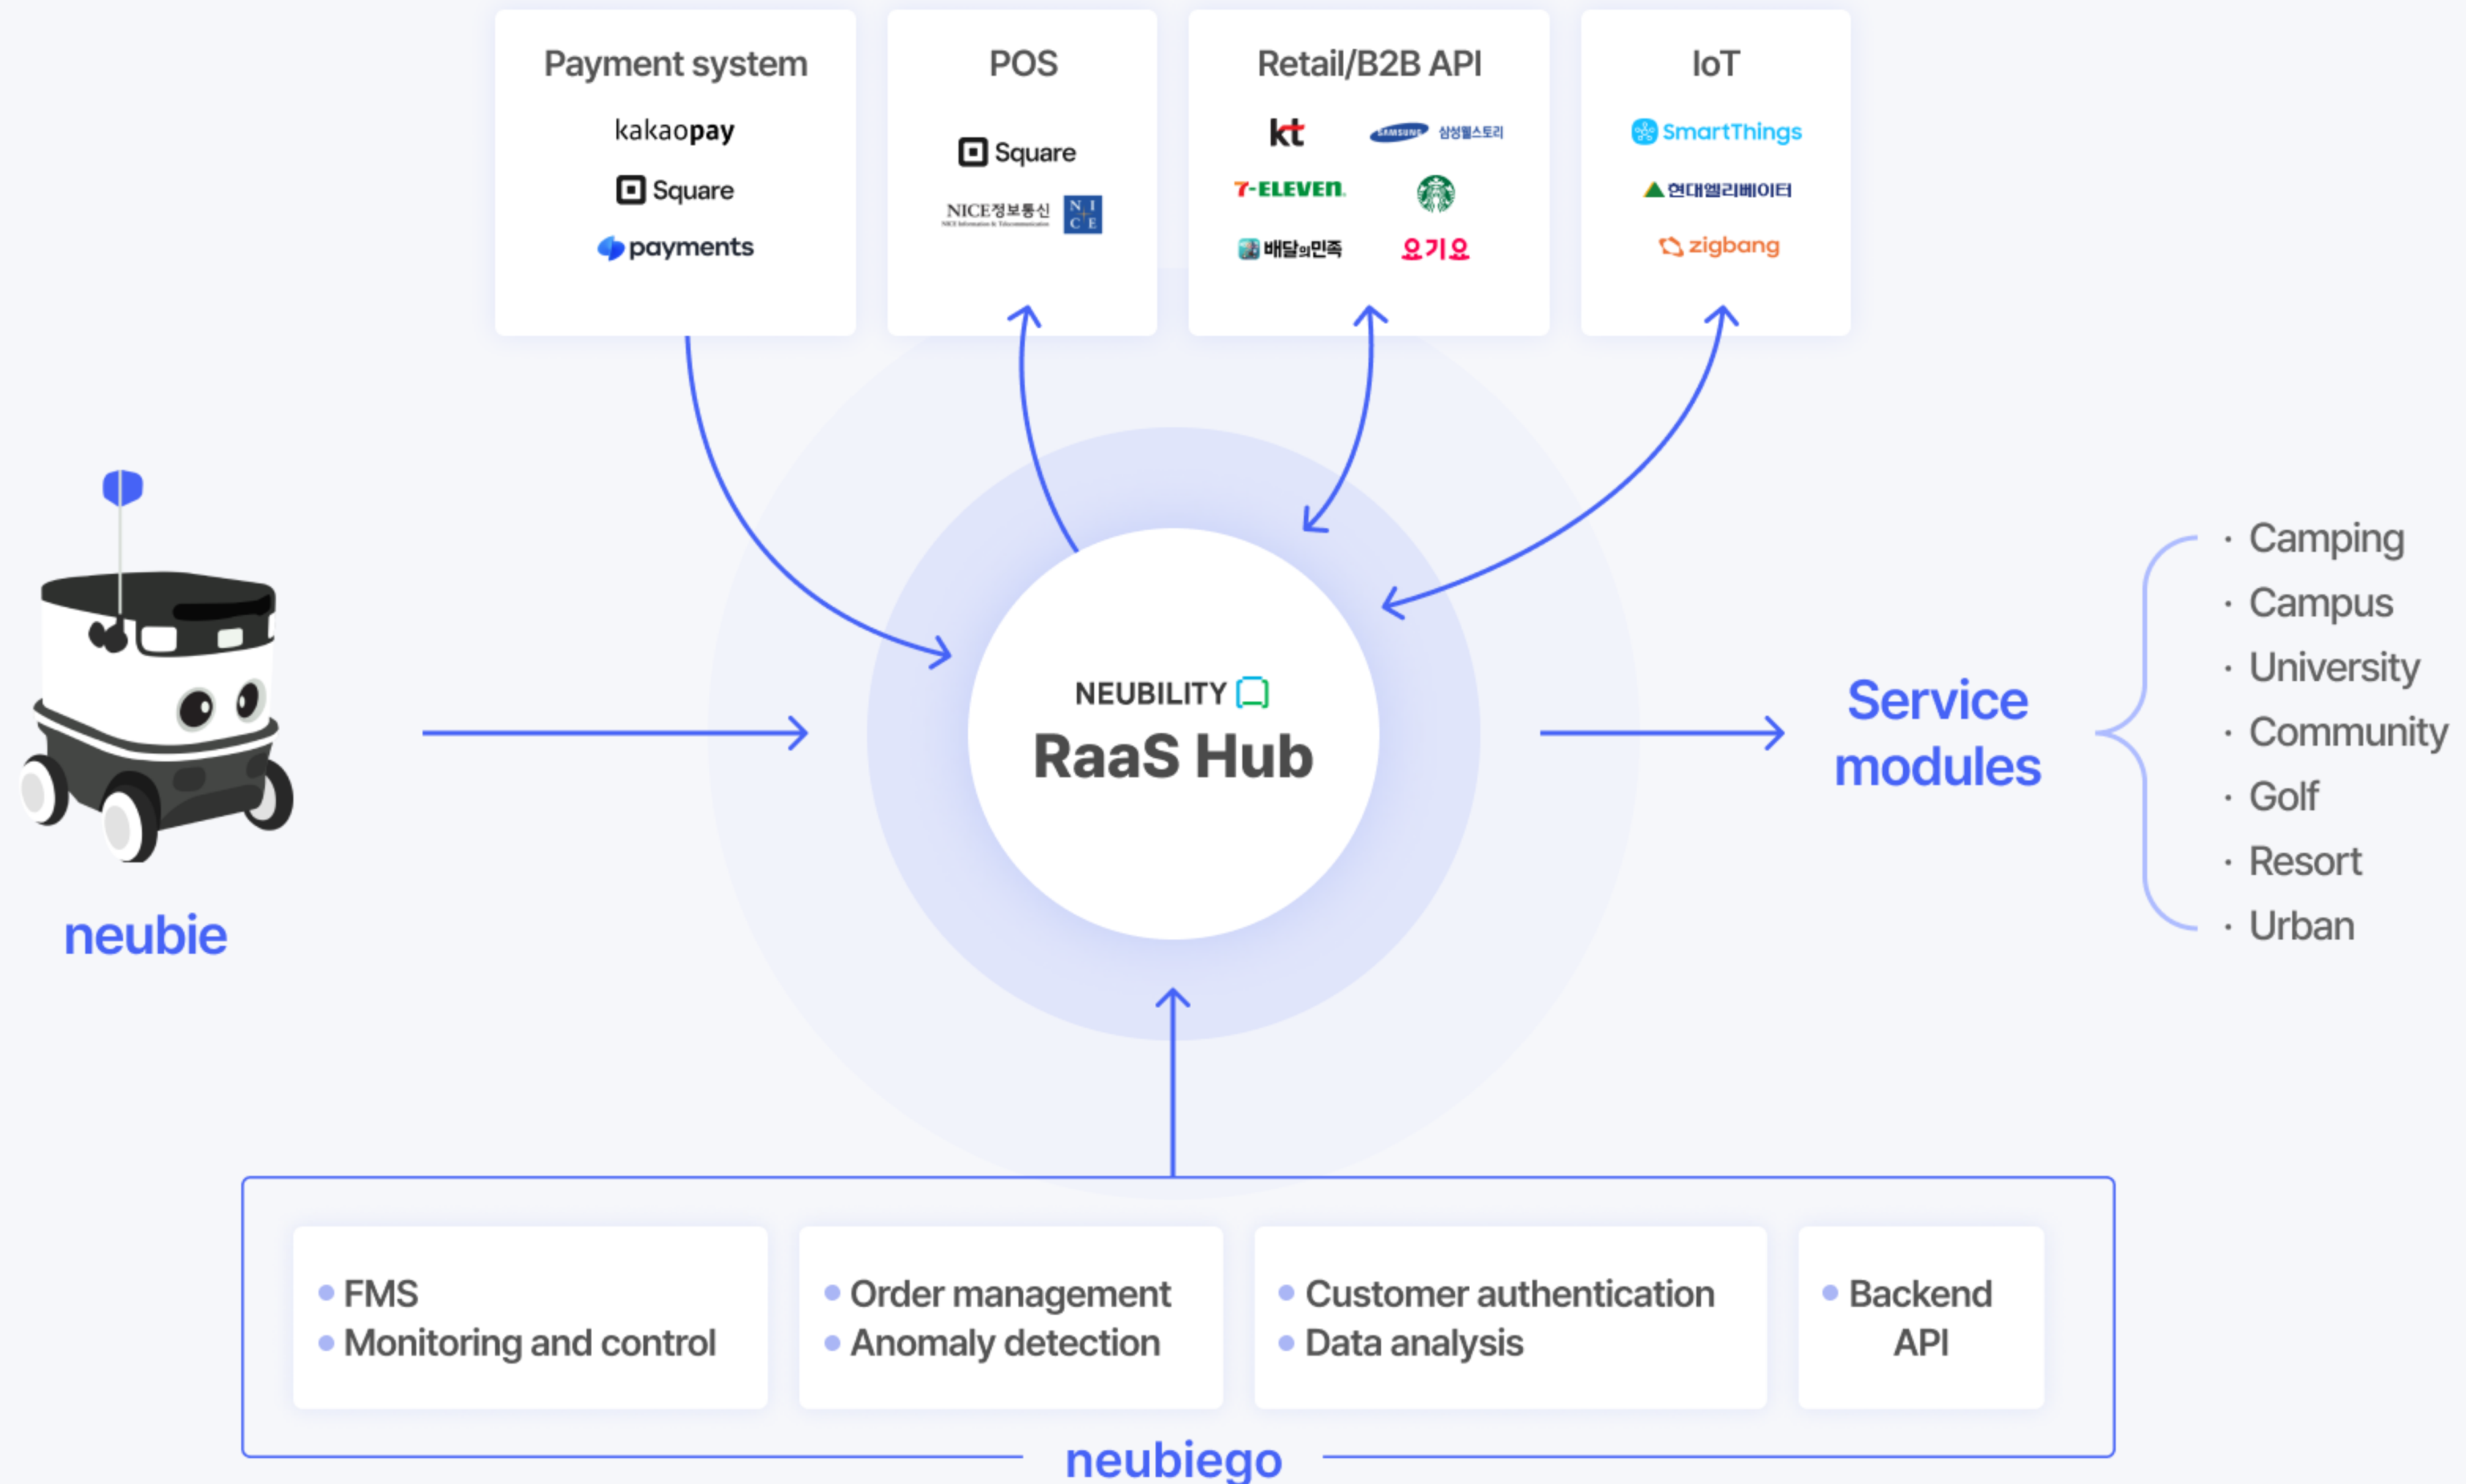 Payment system
kakaopay
Square
payments
POS
Square
NICE정보통신
NICE Information & Telecommunication
N I
C E
Retail/B2B API
kt
SAMSUNG 삼성웰스토리
7-ELEVEN
배달의민족
요기요
IoT
SmartThings
현대엘리베이터
zigbang
neubie
NEUBILITY
RaaS Hub
Service
modules
· Camping
· Campus
· University
· Community
· Golf
· Resort
· Urban
• FMS
• Monitoring and control
• Order management
• Anomaly detection
• Customer authentication
• Data analysis
• Backend
API
neubiego